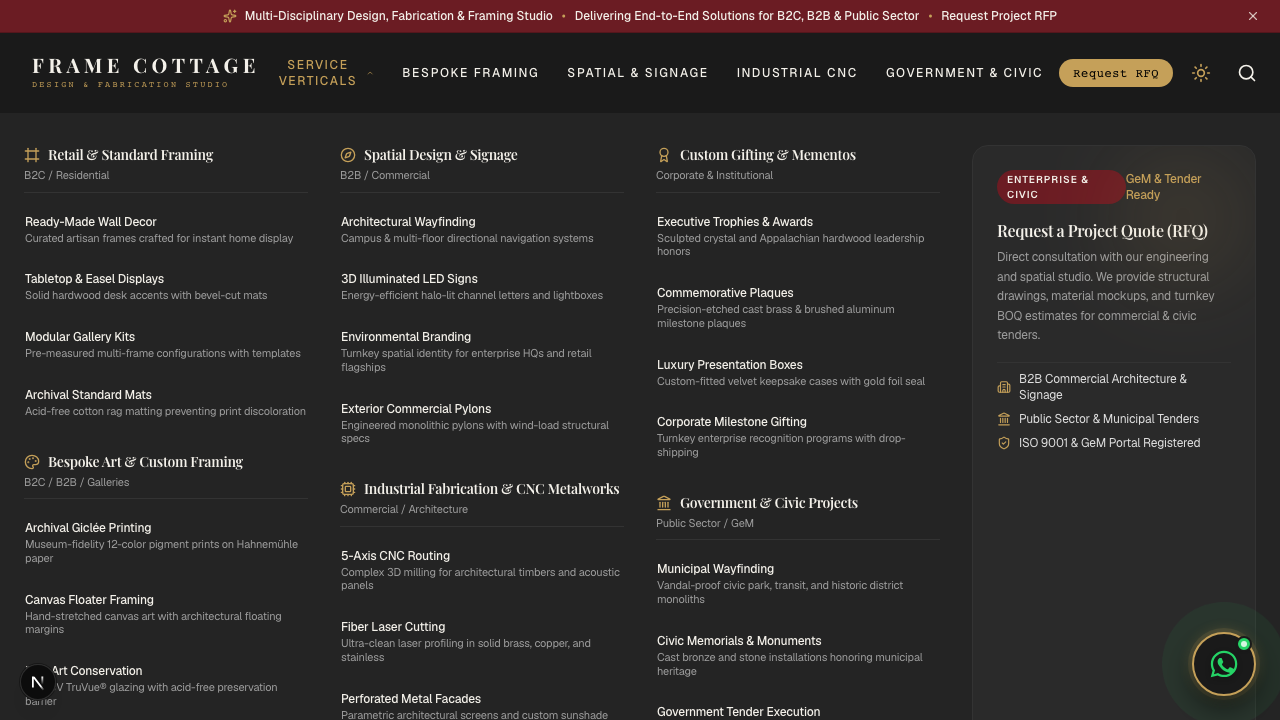 Multi-Disciplinary Design, Fabrication & Framing Studio • Delivering End-to-End Solutions for B2C, B2B & Public Sector • Request Project RFP
FRAME COTTAGE
DESIGN & FABRICATION STUDIO
SERVICE
VERTICALS
BESPOKE FRAMING
SPATIAL & SIGNAGE
INDUSTRIAL CNC
GOVERNMENT & CIVIC
Request RFQ
Retail & Standard Framing
B2C / Residential
Ready-Made Wall Decor
Curated artisan frames crafted for instant home display
Tabletop & Easel Displays
Solid hardwood desk accents with bevel-cut mats
Modular Gallery Kits
Pre-measured multi-frame configurations with templates
Archival Standard Mats
Acid-free cotton rag matting preventing print discoloration
Bespoke Art & Custom Framing
B2C / B2B / Galleries
Archival Giclée Printing
Museum-fidelity 12-color pigment prints on Hahnemühle
paper
Canvas Floater Framing
Hand-stretched canvas art with architectural floating
margins
Art Conservation
V TruVue® glazing with acid-free preservation
barrier
N
Spatial Design & Signage
B2B / Commercial
Architectural Wayfinding
Campus & multi-floor directional navigation systems
3D Illuminated LED Signs
Energy-efficient halo-lit channel letters and lightboxes
Environmental Branding
Turnkey spatial identity for enterprise HQs and retail
flagships
Exterior Commercial Pylons
Engineered monolithic pylons with wind-load structural
specs
Industrial Fabrication & CNC Metalworks
Commercial / Architecture
5-Axis CNC Routing
Complex 3D milling for architectural timbers and acoustic
panels
Fiber Laser Cutting
Ultra-clean laser profiling in solid brass, copper, and
stainless
Perforated Metal Facades
Parametric architectural screens and custom sunshade
Custom Gifting & Mementos
Corporate & Institutional
Executive Trophies & Awards
Sculpted crystal and Appalachian hardwood leadership
honors
Commemorative Plaques
Precision-etched cast brass & brushed aluminum
milestone plaques
Luxury Presentation Boxes
Custom-fitted velvet keepsake cases with gold foil seal
Corporate Milestone Gifting
Turnkey enterprise recognition programs with drop-
shipping
Government & Civic Projects
Public Sector / GeM
Municipal Wayfinding
Vandal-proof civic park, transit, and historic district
monoliths
Civic Memorials & Monuments
Cast bronze and stone installations honoring municipal
heritage
Government Tender Execution
ENTERPRISE &
CIVIC
GeM & Tender
Ready
Request a Project Quote (RFQ)
Direct consultation with our engineering
and spatial studio. We provide structural
drawings, material mockups, and turnkey
BOQ estimates for commercial & civic
tenders.
B2B Commercial Architecture &
Signage
Public Sector & Municipal Tenders
ISO 9001 & GeM Portal Registered